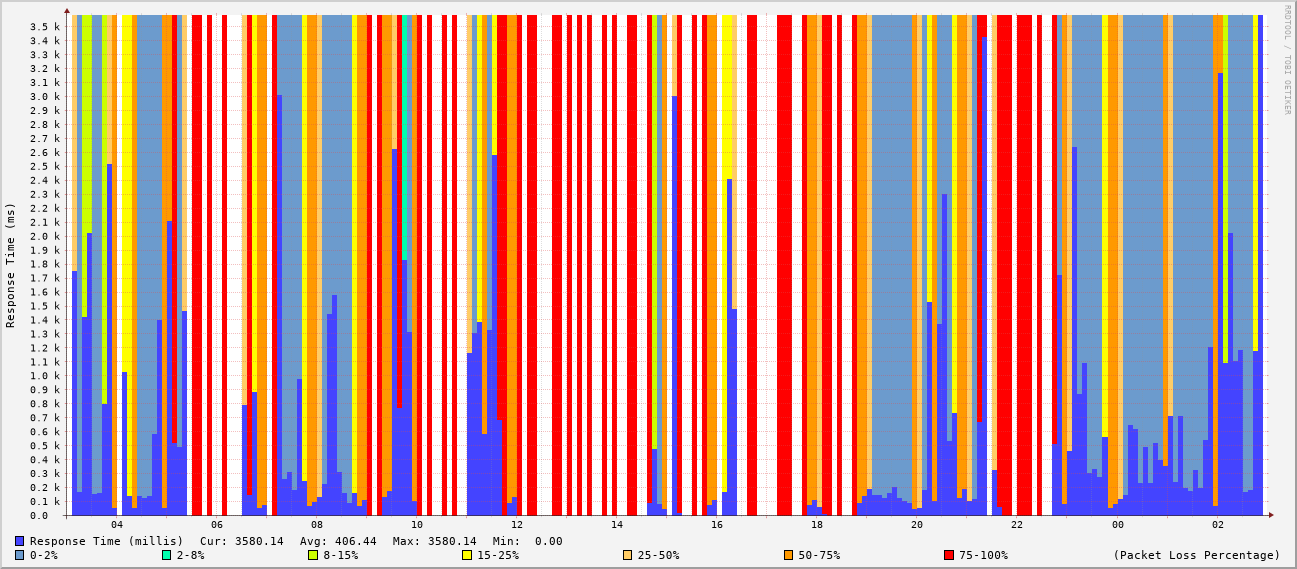 RRDTOOL / TOBI OETIKER
Response Time (ms)
3.5 k
3.4 k
3.3 k
3.2 k
3.1 k
3.0 k
2.9 k
2.8 k
2.7 k
2.6 k
2.5 k
2.4 k
2.3 k
2.2 k
2.1 k
2.0 k
1.9 k
1.8 k
1.7 k
1.6 k
1.5 k
1.4 k
1.3 k
1.2 k
1.1 k
1.0 k
0.9 k
0.8 k
0.7 k
0.6 k
0.5 k
0.4 k
0.3 k
0.2 k
0.1 k
0.0
04 06 08 10 12 14 16 18 20 22 00 02
Response Time (millis) Cur: 3580.14 Avg: 406.44 Max: 3580.14 Min: 0.00
0-2% 2-8% 8-15% 15-25% 25-50% 50-75% 75-100% (Packet Loss Percentage)